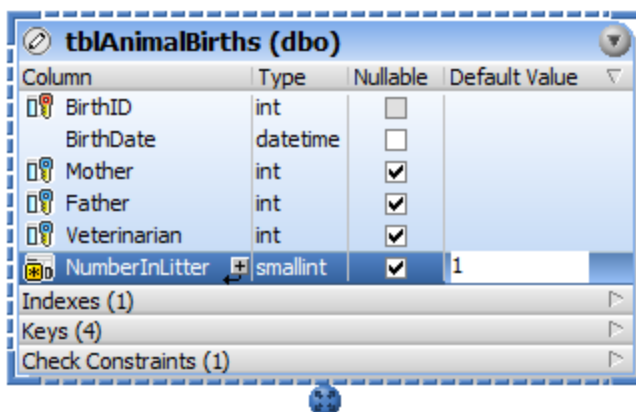 tblAnimalBirths (dbo)
Column Type Nullable Default Value
BirthID int
BirthDate datetime
Mother int
Father int
Veterinarian int
NumberInLitter smallint 1
Indexes (1)
Keys (4)
Check Constraints (1)